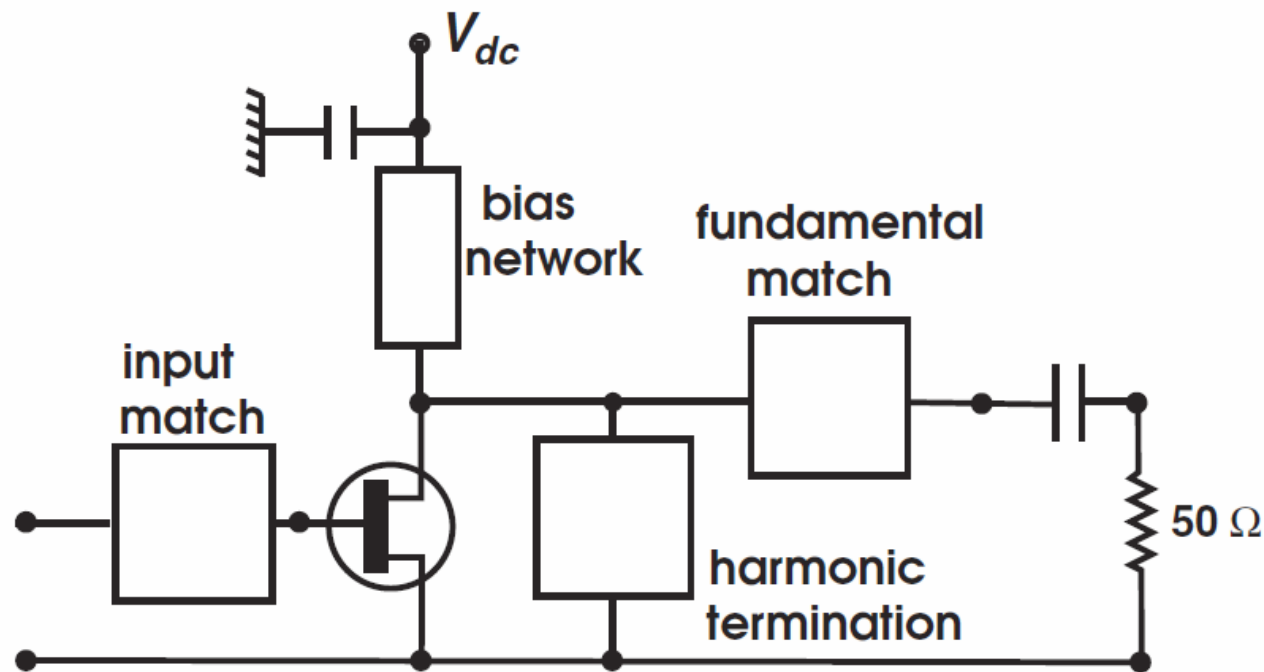 V_dc
bias
network
fundamental
match
input
match
50 Ω
harmonic
termination